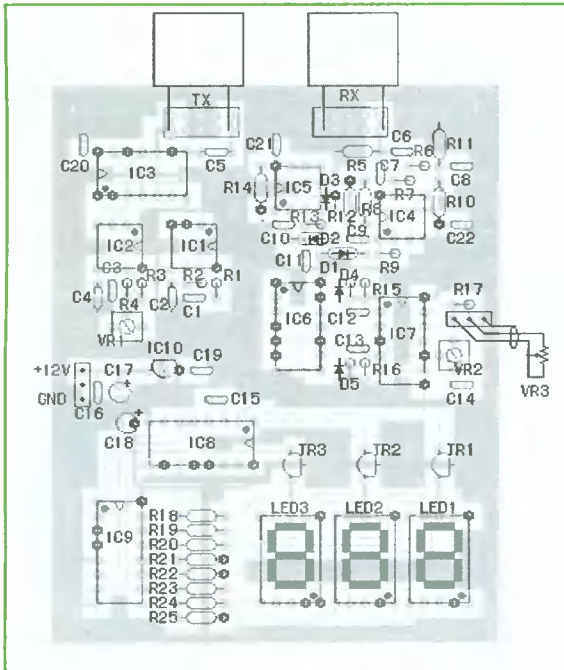 TX RX
C20 IC3 C5 C21 R5 C6 R6 R11
R14 IC5 D3 C7 R7 C8
R13 R12 R8 IC4 R10
IC2 IC1 C10 D2 C9 C22
C11 D1 R9
C3 R3 R2 R1 D4
C4 R4 C2 C1 IC6 R15 IC7 R17
VR1 C12
IC10 C19 C13 VR2 VR3
+12V C17 D5 R16
GND C16 C15 C14
C18 IC8 TR3 TR2 TR1
LED3 LED2 LED1
IC9 R18
R19
R20
R21
R22
R23
R24
R25